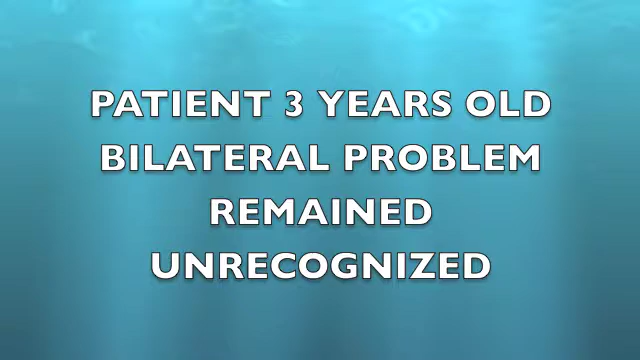 PATIENT 3 YEARS OLD
BILATERAL PROBLEM
REMAINED
UNRECOGNIZED